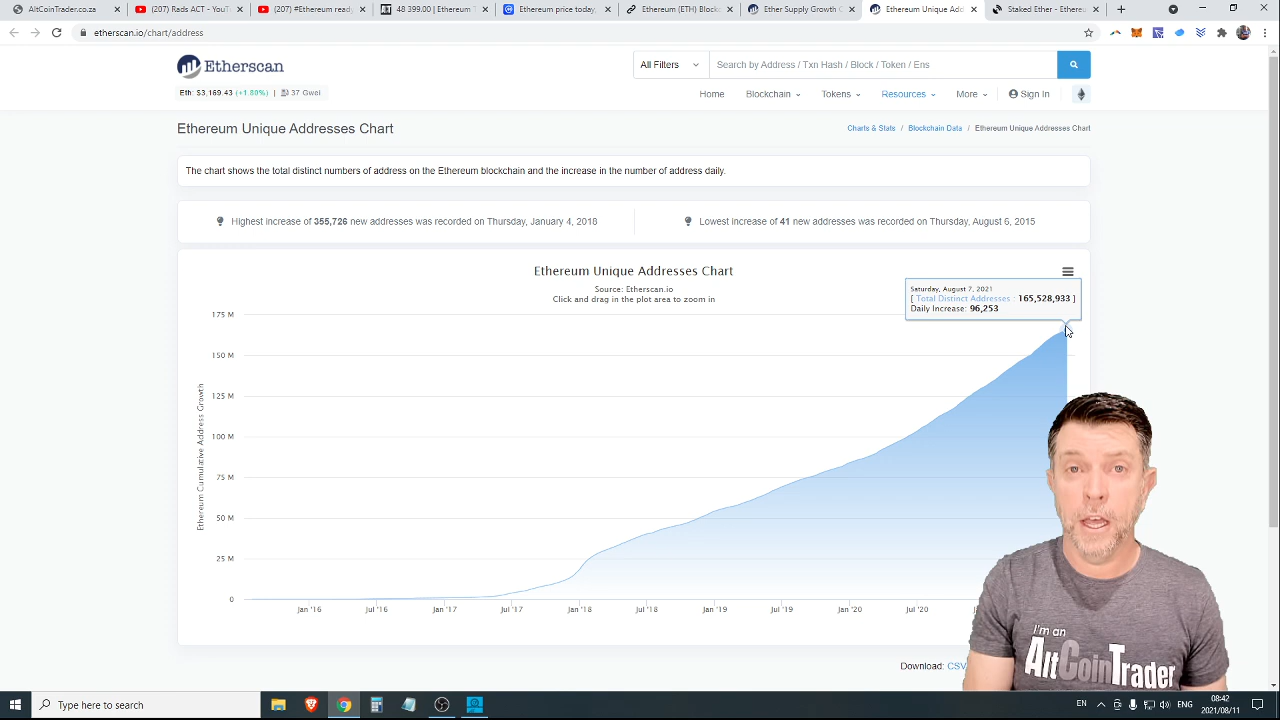 AltCoinTrader.co.za
(207) Rads ACT - YouT
(207) #Ethereum read
48 399.00 | Ethereum T
Ethereum price today,
Ethereum (ETH) Block
Ether Supply Growth C
Ethereum Unique Add
Staked Ether - Ethereu
etherscan.io/chart/address
Etherscan
All Filters
Search by Address / Txn Hash / Block / Token / Ens
Eth: $3,169.43 (+1.80%) | 37 Gwei
Home
Blockchain
Tokens
Resources
More
Sign In
Ethereum Unique Addresses Chart
Charts & Stats / Blockchain Data / Ethereum Unique Addresses Chart
The chart shows the total distinct numbers of address on the Ethereum blockchain and the increase in the number of address daily.
Highest increase of 355,726 new addresses was recorded on Thursday, January 4, 2018
Lowest increase of 41 new addresses was recorded on Thursday, August 6, 2015
Ethereum Unique Addresses Chart
Source: Etherscan.io
Click and drag in the plot area to zoom in
Saturday, August 7, 2021
[ Total Distinct Addresses : 165,528,933 ]
Daily Increase: 96,253
Ethereum Cumulative Address Growth
175 M
150 M
125 M
100 M
75 M
50 M
25 M
0
Jan '16
Jul '16
Jan '17
Jul '17
Jan '18
Jul '18
Jan '19
Jul '19
Jan '20
Jul '20
Download: CSV
I'm an
AltCoinTrader
Type here to search
EN
ENG
08:42
2021/08/11